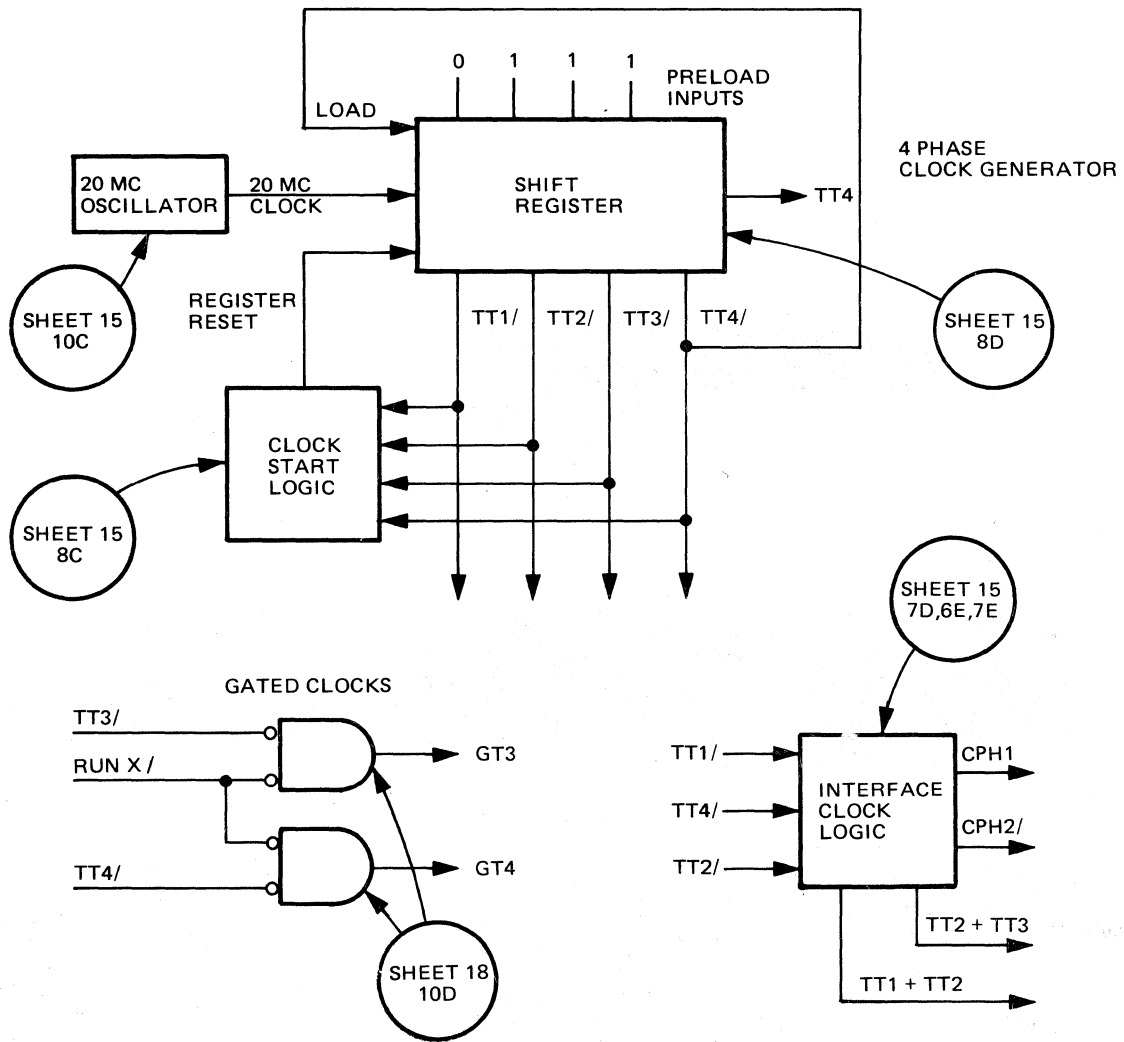 0 1 1 1
PRELOAD
INPUTS
LOAD
4 PHASE
CLOCK GENERATOR
20 MC
OSCILLATOR
20 MC
CLOCK
SHIFT
REGISTER
TT4
SHEET 15
10C
REGISTER
RESET
TT1/
TT2/
TT3/
TT4/
SHEET 15
8D
CLOCK
START
LOGIC
SHEET 15
8C
SHEET 15
7D,6E,7E
GATED CLOCKS
TT3/
RUN X /
GT3
TT4/
GT4
SHEET 18
10D
TT1/
TT4/
TT2/
INTERFACE
CLOCK
LOGIC
CPH1
CPH2/
TT2 + TT3
TT1 + TT2